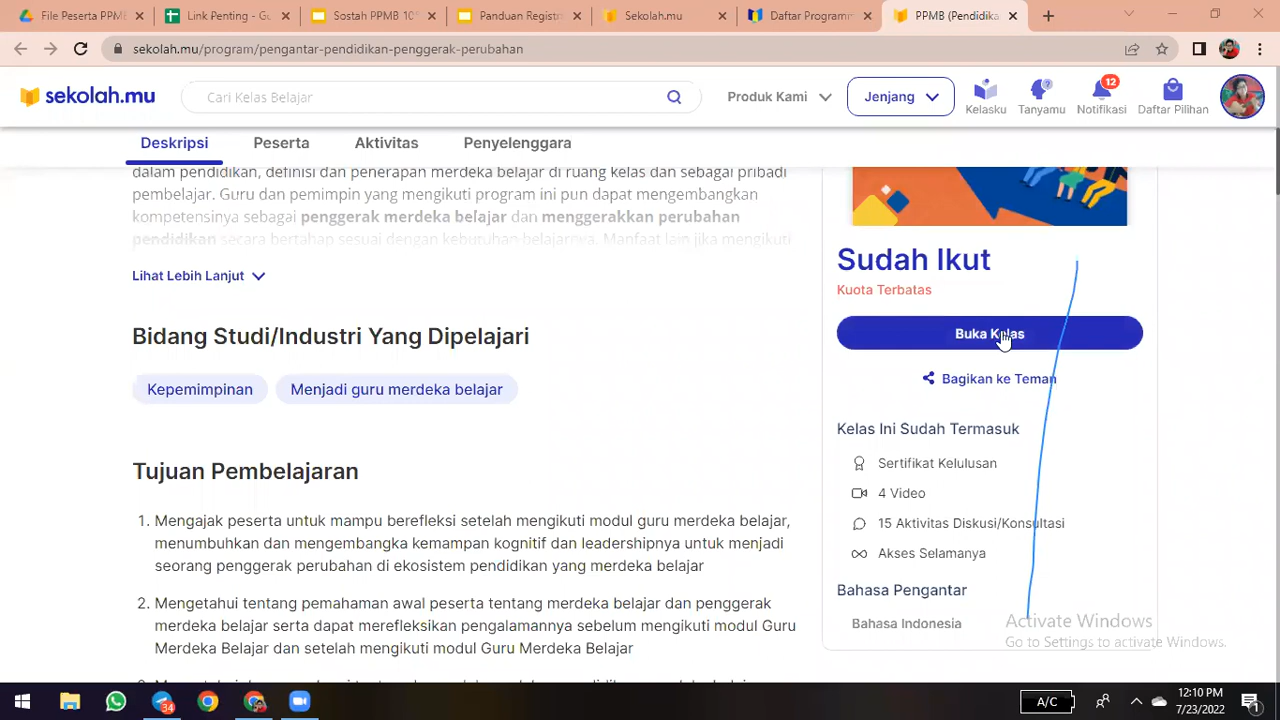 File Peserta PPMB
Link Penting - Go
Sostah PPMB 10
Panduan Registr
Sekolah.mu
Daftar Program
PPMB (Pendidika
sekolah.mu/program/pengantar-pendidikan-penggerak-perubahan
sekolah.mu
Cari Kelas Belajar
Produk Kami
Jenjang
Kelasku
Tanyamu
12
Notifikasi
Daftar Pilihan
Deskripsi
Peserta
Aktivitas
Penyelenggara
dalam pendidikan, definisi dan penerapan merdeka belajar di ruang kelas dan sebagai pribadi
pembelajar. Guru dan pemimpin yang mengikuti program ini pun dapat mengembangkan
kompetensinya sebagai penggerak merdeka belajar dan menggerakkan perubahan
pendidikan secara bertahap sesuai dengan kebutuhan belajarnya. Manfaat lain jika mengikuti
Lihat Lebih Lanjut
Bidang Studi/Industri Yang Dipelajari
Kepemimpinan
Menjadi guru merdeka belajar
Tujuan Pembelajaran
1. Mengajak peserta untuk mampu berefleksi setelah mengikuti modul guru merdeka belajar,
menumbuhkan dan mengembangka kemampan kognitif dan leadershipnya untuk menjadi
seorang penggerak perubahan di ekosistem pendidikan yang merdeka belajar
2. Mengetahui tentang pemahaman awal peserta tentang merdeka belajar dan penggerak
merdeka belajar serta dapat merefleksikan pengalamannya sebelum mengikuti modul Guru
Merdeka Belajar dan setelah mengikuti modul Guru Merdeka Belajar
Sudah Ikut
Kuota Terbatas
Buka Kelas
Bagikan ke Teman
Kelas Ini Sudah Termasuk
Sertifikat Kelulusan
4 Video
15 Aktivitas Diskusi/Konsultasi
Akses Selamanya
Bahasa Pengantar
Bahasa Indonesia
Activate Windows
Go to Settings to activate Windows.
34
A/C
12:10 PM
7/23/2022
1